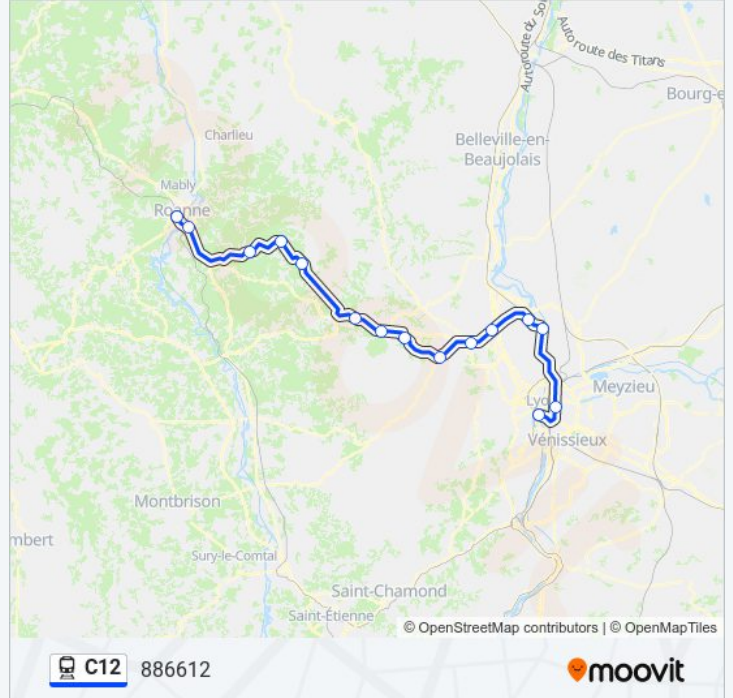 Autoroute du So
Autoroute des Titans
Bourg-e
Charlieu
Belleville-en-
Beaujolais
Mably
Roanne
Meyzieu
Lyo
Vénissieux
Montbrison
mbert
Sury-le-Comtal
Saint-Chamond
Saint-Étienne
© OpenStreetMap contributors | © OpenMapTiles
C12 886612 moovit